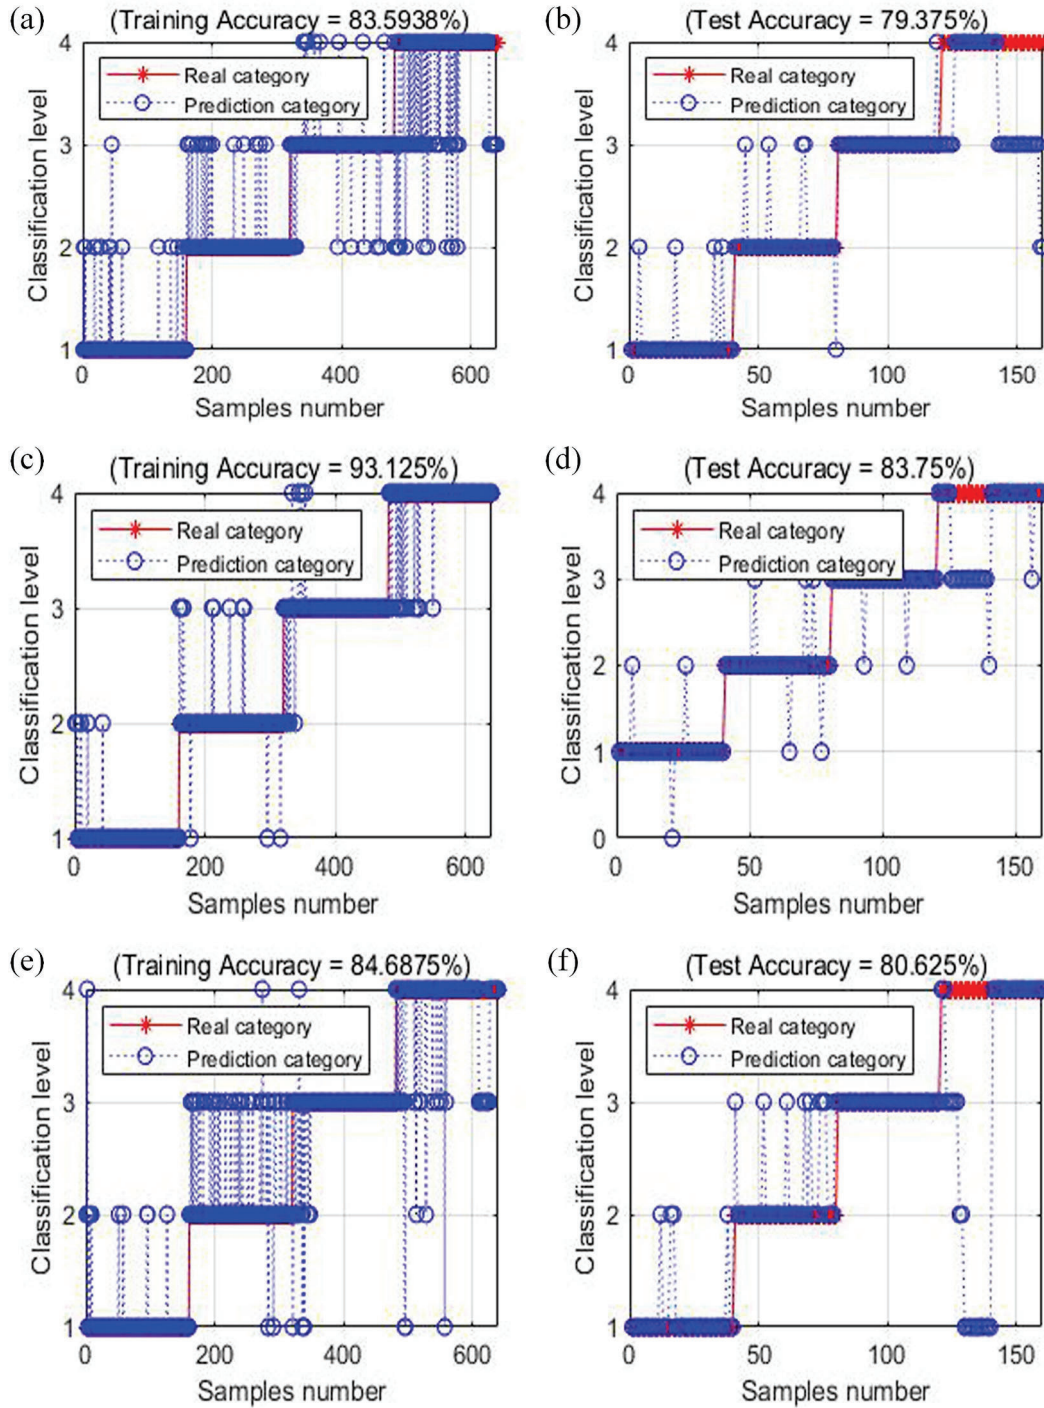 (a)
(Training Accuracy = 83.5938%)
4
3
2
1
Classification level
Real category
Prediction category
0 200 400 600
Samples number
(b)
(Test Accuracy = 79.375%)
4
3
2
1
Classification level
Real category
Prediction category
0 50 100 150
Samples number
(c)
(Training Accuracy = 93.125%)
4
3
2
1
Classification level
Real category
Prediction category
0 200 400 600
Samples number
(d)
(Test Accuracy = 83.75%)
4
3
2
1
0
Classification level
Real category
Prediction category
0 50 100 150
Samples number
(e)
(Training Accuracy = 84.6875%)
4
3
2
1
Classification level
Real category
Prediction category
0 200 400 600
Samples number
(f)
(Test Accuracy = 80.625%)
4
3
2
1
Classification level
Real category
Prediction category
0 50 100 150
Samples number